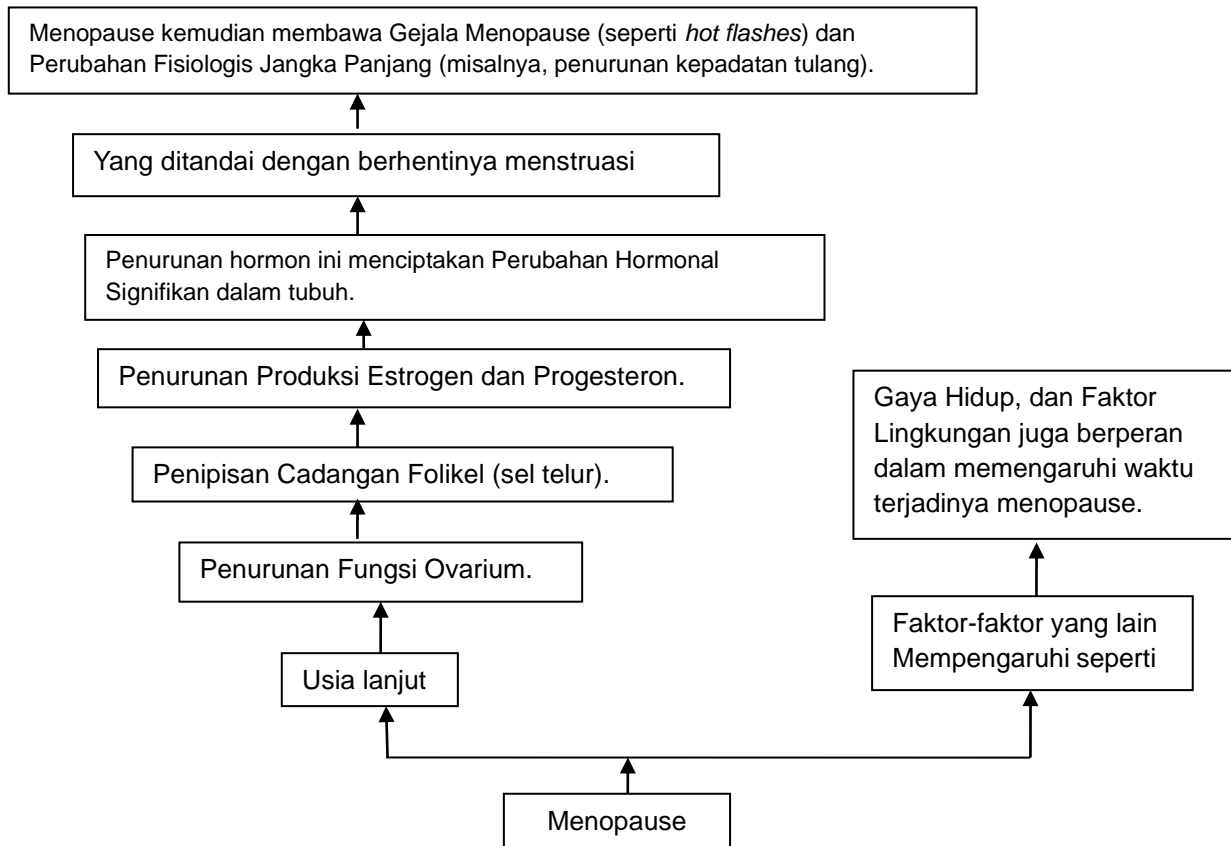 Menopause kemudian membawa Gejala Menopause (seperti hot flashes) dan
Perubahan Fisiologis Jangka Panjang (misalnya, penurunan kepadatan tulang).
Yang ditandai dengan berhentinya menstruasi
Penurunan hormon ini menciptakan Perubahan Hormonal
Signifikan dalam tubuh.
Penurunan Produksi Estrogen dan Progesteron.
Gaya Hidup, dan Faktor
Lingkungan juga berperan
dalam memengaruhi waktu
terjadinya menopause.
Penipisan Cadangan Folikel (sel telur).
Penurunan Fungsi Ovarium.
Faktor-faktor yang lain
Mempengaruhi seperti
Usia lanjut
Menopause